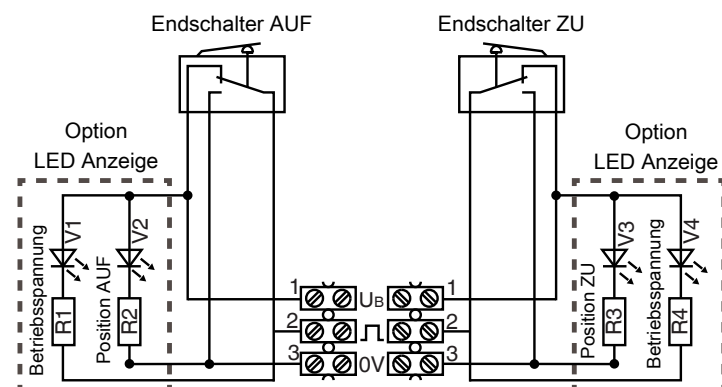 Endschalter AUF
Endschalter ZU
Option
LED Anzeige
Option
LED Anzeige
Betriebsspannung
V1
R1
Position AUF
V2
R2
1
UB
1
2
2
3
0V
3
Position ZU
V3
R3
Betriebsspannung
V4
R4